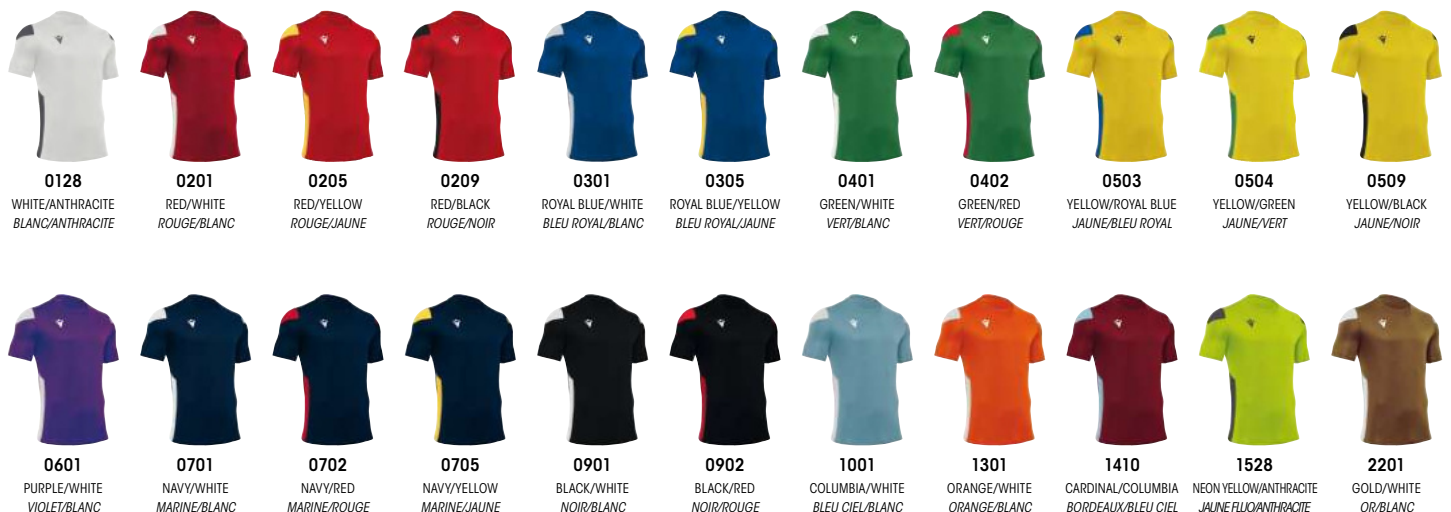 0128 0201 0205 0209 0301 0305 0401 0402 0503 0504 0509
WHITE/ANTHRACITE RED/WHITE RED/YELLOW RED/BLACK ROYAL BLUE/WHITE ROYAL BLUE/YELLOW GREEN/WHITE GREEN/RED YELLOW/ROYAL BLUE YELLOW/GREEN YELLOW/BLACK
BLANC/ANTHRACITE ROUGE/BLANC ROUGE/JAUNE ROUGE/NOIR BLEU ROYAL/BLANC BLEU ROYAL/JAUNE VERT/BLANC VERT/ROUGE JAUNE/BLEU ROYAL JAUNE/VERT JAUNE/NOIR
0601 0701 0702 0705 0901 0902 1001 1301 1410 1528 2201
PURPLE/WHITE NAVY/WHITE NAVY/RED NAVY/YELLOW BLACK/WHITE BLACK/RED COLUMBIA/WHITE ORANGE/WHITE CARDINAL/COLUMBIA NEON YELLOW/ANTHRACITE GOLD/WHITE
VIOLET/BLANC MARINE/BLANC MARINE/ROUGE MARINE/JAUNE NOIR/BLANC NOIR/ROUGE BLEU CIEL/BLANC ORANGE/BLANC BORDEAUX/BLEU CIEL JAUNE FLUO/ANTHRACITE OR/BLANC